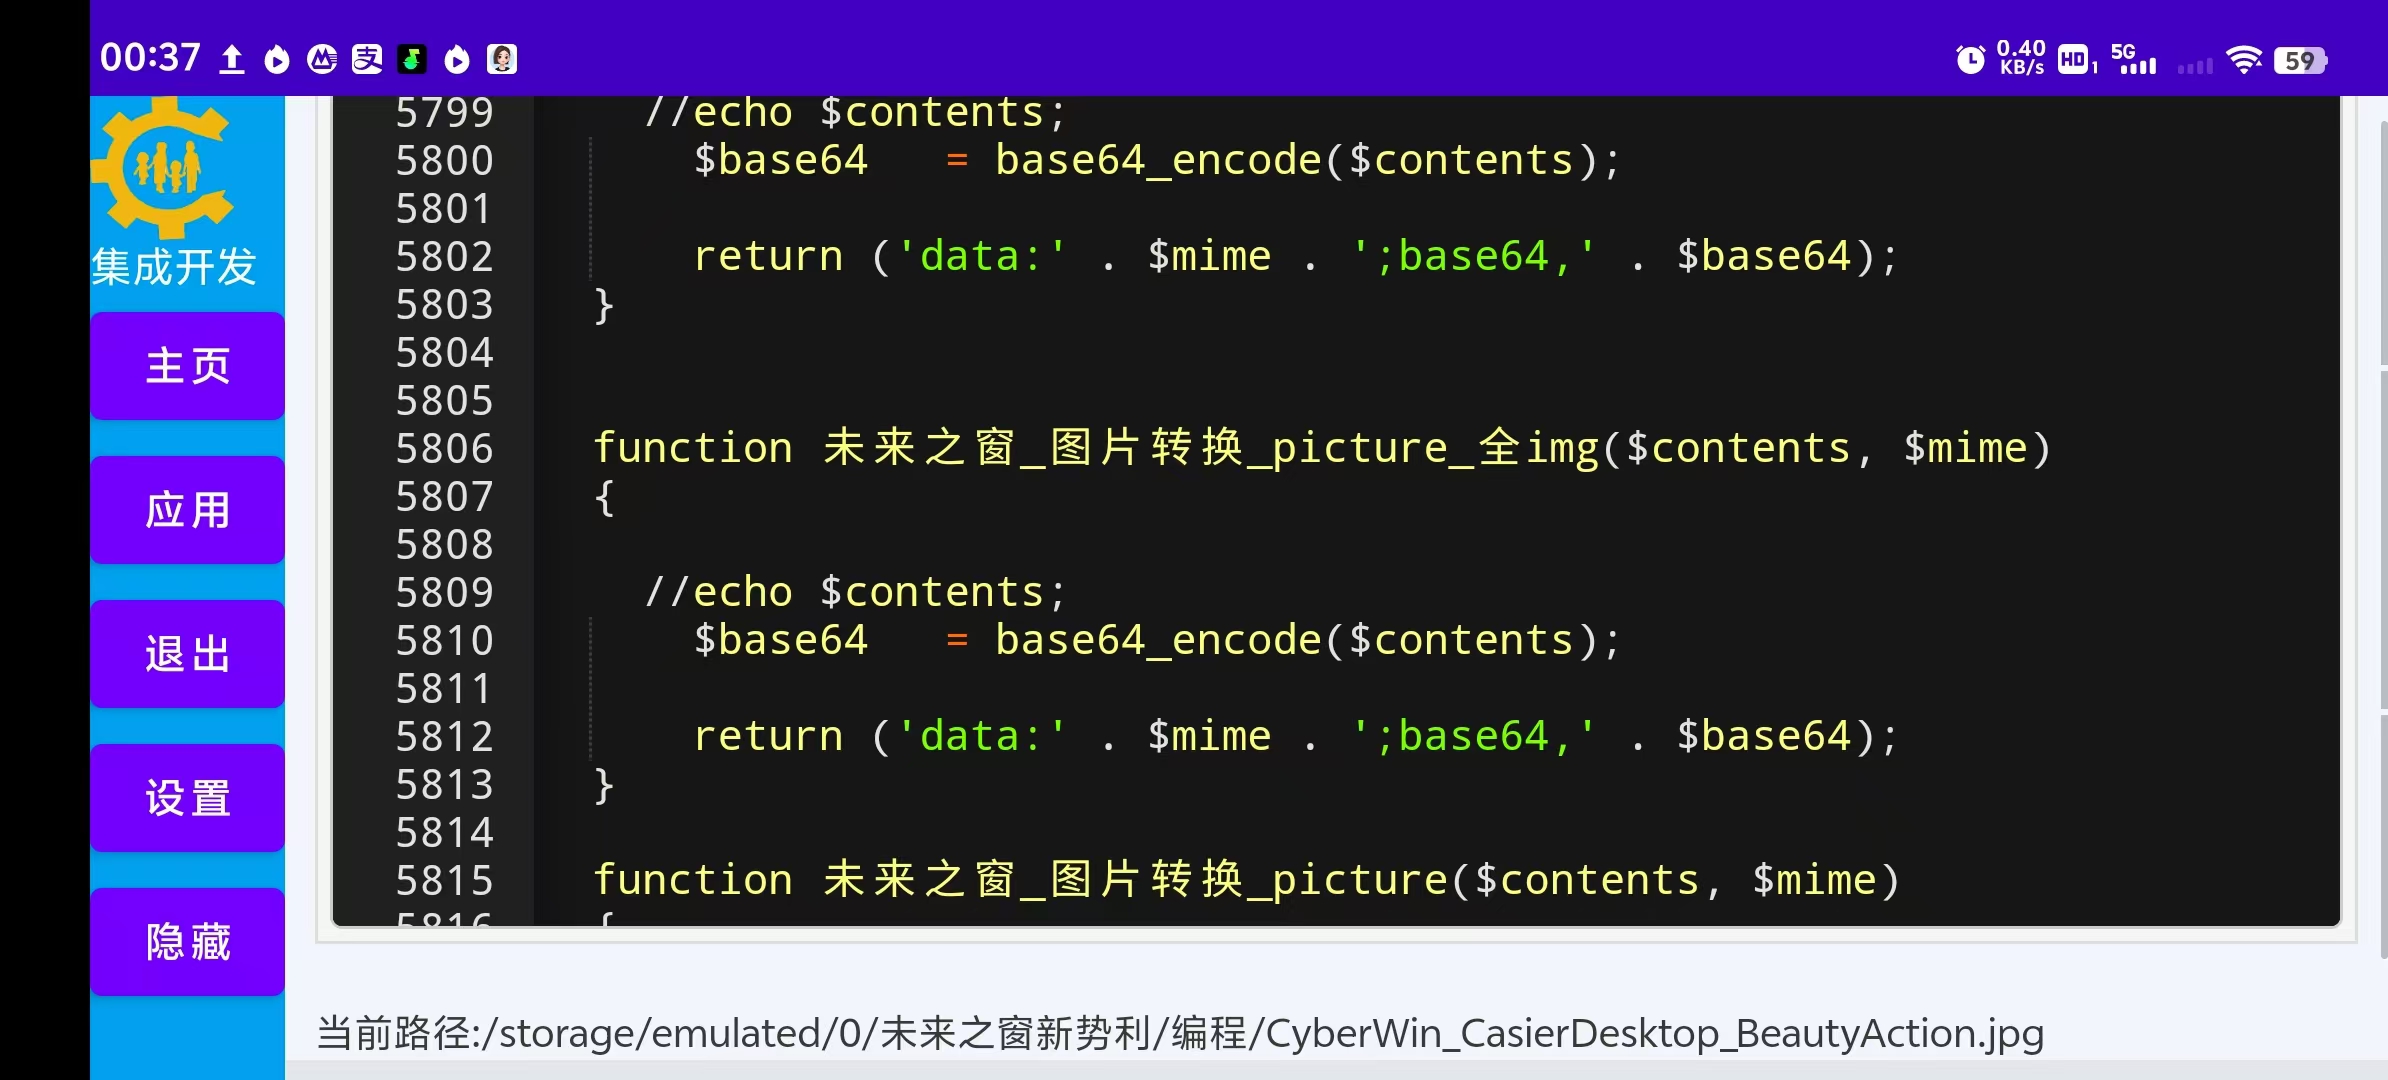 00:37 支 0.40 KB/s HD 1 5G 59
集成开发
主页
应用
退出
设置
隐藏
5799 //echo $contents;
5800 $base64   = base64_encode($contents);
5801
5802 return ('data:' . $mime . ';base64,' . $base64);
5803 }
5804
5805
5806 function 未来之窗_图片转换_picture_全img($contents, $mime)
5807 {
5808
5809 //echo $contents;
5810 $base64   = base64_encode($contents);
5811
5812 return ('data:' . $mime . ';base64,' . $base64);
5813 }
5814
5815 function 未来之窗_图片转换_picture($contents, $mime)
5816 {
当前路径:/storage/emulated/0/未来之窗新势利/编程/CyberWin_CasierDesktop_BeautyAction.jpg